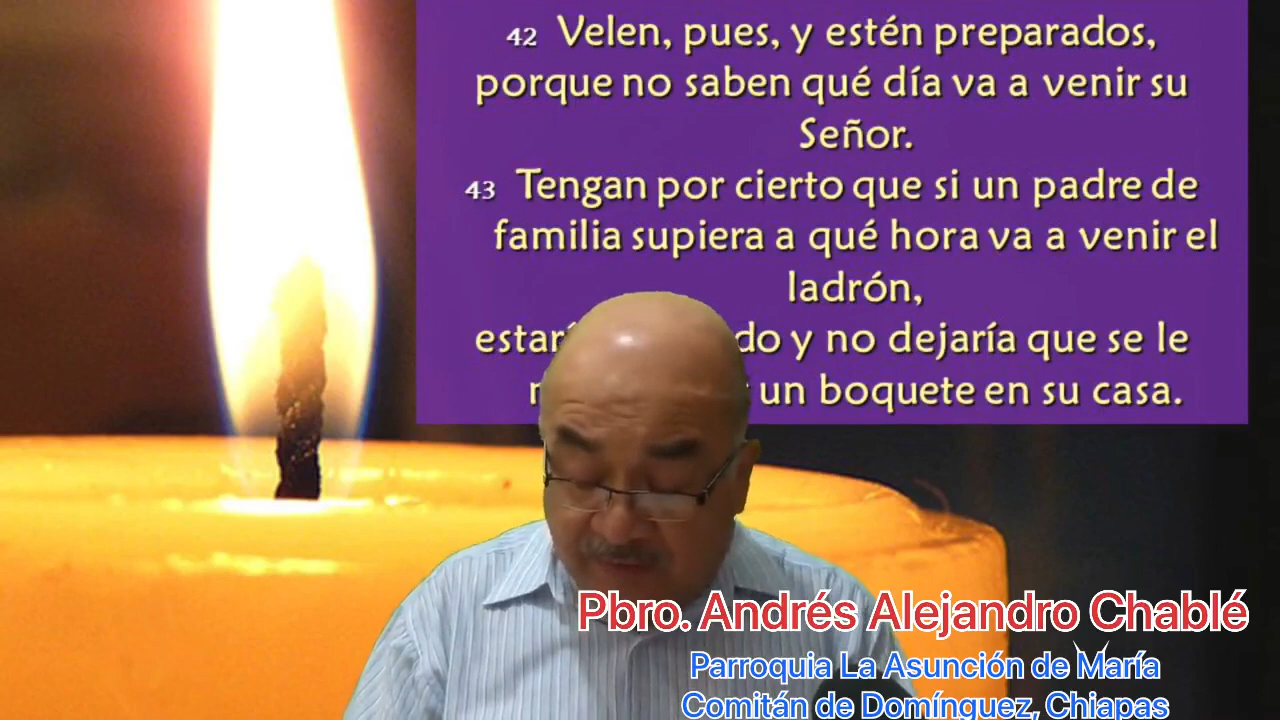 42 Velen, pues, y estén preparados,
porque no saben qué día va a venir su
Señor.
43 Tengan por cierto que si un padre de
familia supiera a qué hora va a venir el
ladrón,
y no dejaría que se le
un boquete en su casa.
Pbro. Andrés Alejandro Chablé
Parroquia La Asunción de María
Comitán de Domínguez, Chiapas